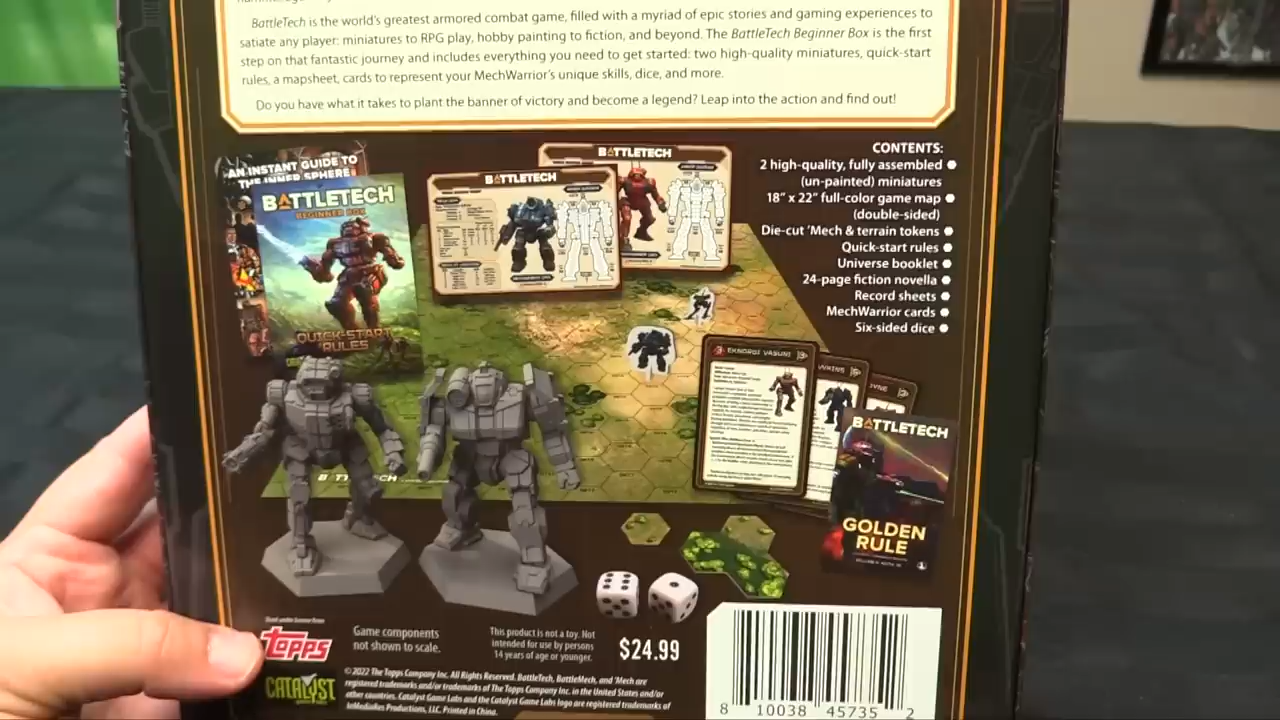 BattleTech is the world's greatest armored combat game, filled with a myriad of epic stories and gaming experiences to
satiate any player: miniatures to RPG play, hobby painting to fiction, and beyond. The BattleTech Beginner Box is the first
step on that fantastic journey and includes everything you need to get started: two high-quality miniatures, quick-start
rules, a mapsheet, cards to represent your MechWarrior's unique skills, dice, and more.
Do you have what it takes to plant the banner of victory and become a legend? Leap into the action and find out!
CONTENTS:
2 high-quality, fully assembled
(un-painted) miniatures
18" x 22" full-color game map
(double-sided)
Die-cut 'Mech & terrain tokens
Quick-start rules
Universe booklet
24-page fiction novella
Record sheets
MechWarrior cards
Six-sided dice
AN INSTANT GUIDE TO
THE INNER SPHERE
BATTLETECH
BEGINNER BOX
QUICK-START
RULES
BATTLETECH
BATTLETECH
EKNORDI VASUNI
BATTLETECH
GOLDEN
RULE
TOPPS
CATALYST
Game components
not shown to scale.
This product is not a toy. Not
intended for use by persons
14 years of age or younger.
$24.99
© 2022 The Topps Company Inc. All Rights Reserved. BattleTech, BattleMech, and 'Mech are
registered trademarks and/or trademarks of The Topps Company Inc. in the United States and/or
other countries. Catalyst Game Labs and the Catalyst Game Labs logo are registered trademarks of
InMediaRes Productions, LLC. Printed in China.
8 10038 45735 2